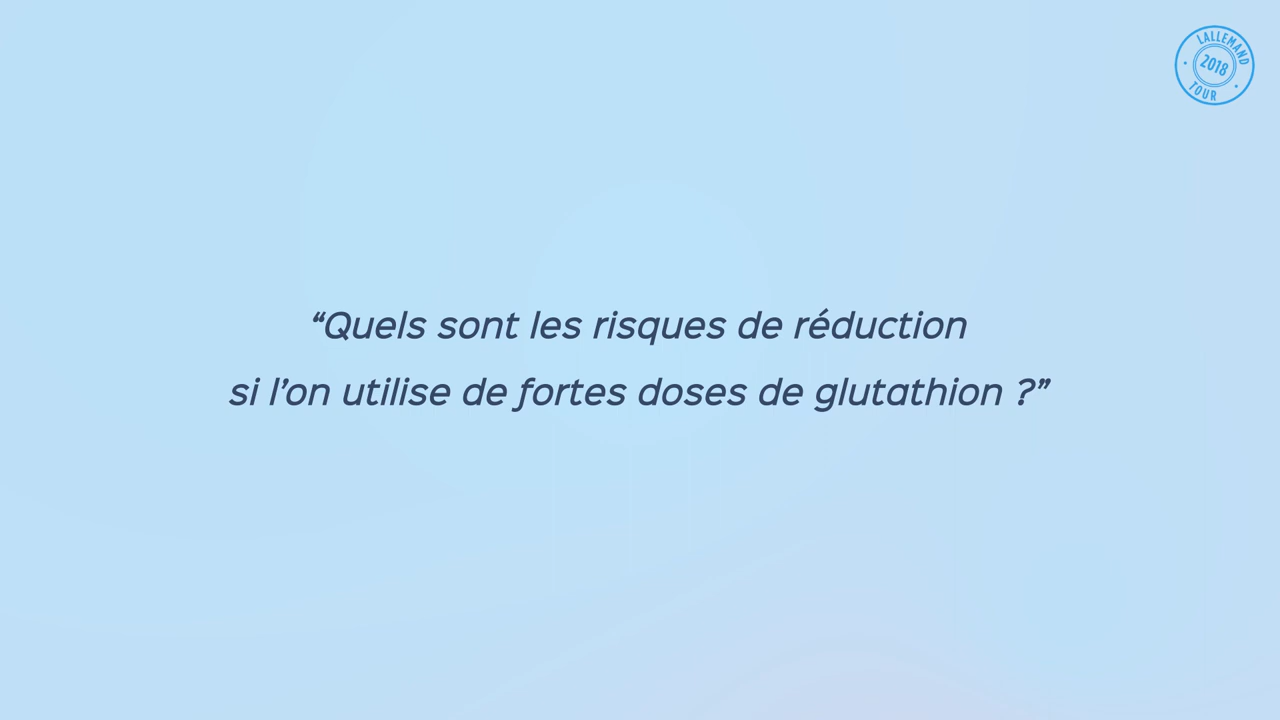 LALLEMAND
2018
TOUR
“Quels sont les risques de réduction
si l’on utilise de fortes doses de glutathion ?”